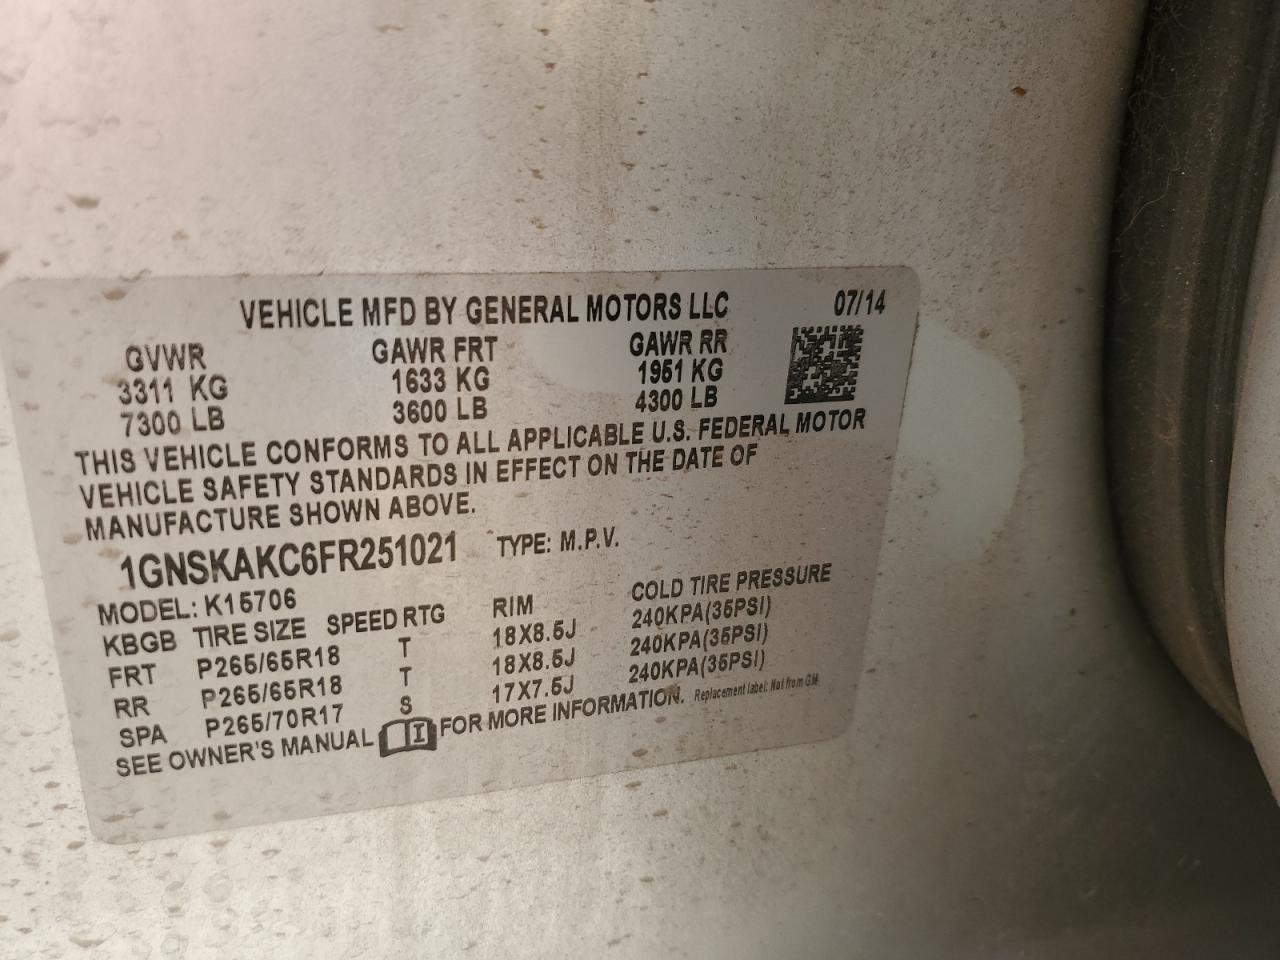 VEHICLE MFD BY GENERAL MOTORS LLC 07/14
GVWR GAWR FRT GAWR RR
3311 KG 1633 KG 1951 KG
7300 LB 3600 LB 4300 LB
THIS VEHICLE CONFORMS TO ALL APPLICABLE U.S. FEDERAL MOTOR
VEHICLE SAFETY STANDARDS IN EFFECT ON THE DATE OF
MANUFACTURE SHOWN ABOVE.
1GNSKAKC6FR251021 TYPE: M.P.V.
MODEL: K15706
KBGB TIRE SIZE SPEED RTG RIM COLD TIRE PRESSURE
FRT P265/65R18 T 18X8.5J 240KPA(35PSI)
RR P265/65R18 T 18X8.5J 240KPA(35PSI)
SPA P265/70R17 S 17X7.5J 240KPA(35PSI)
SEE OWNER'S MANUAL FOR MORE INFORMATION. Replacement label: Not from GM